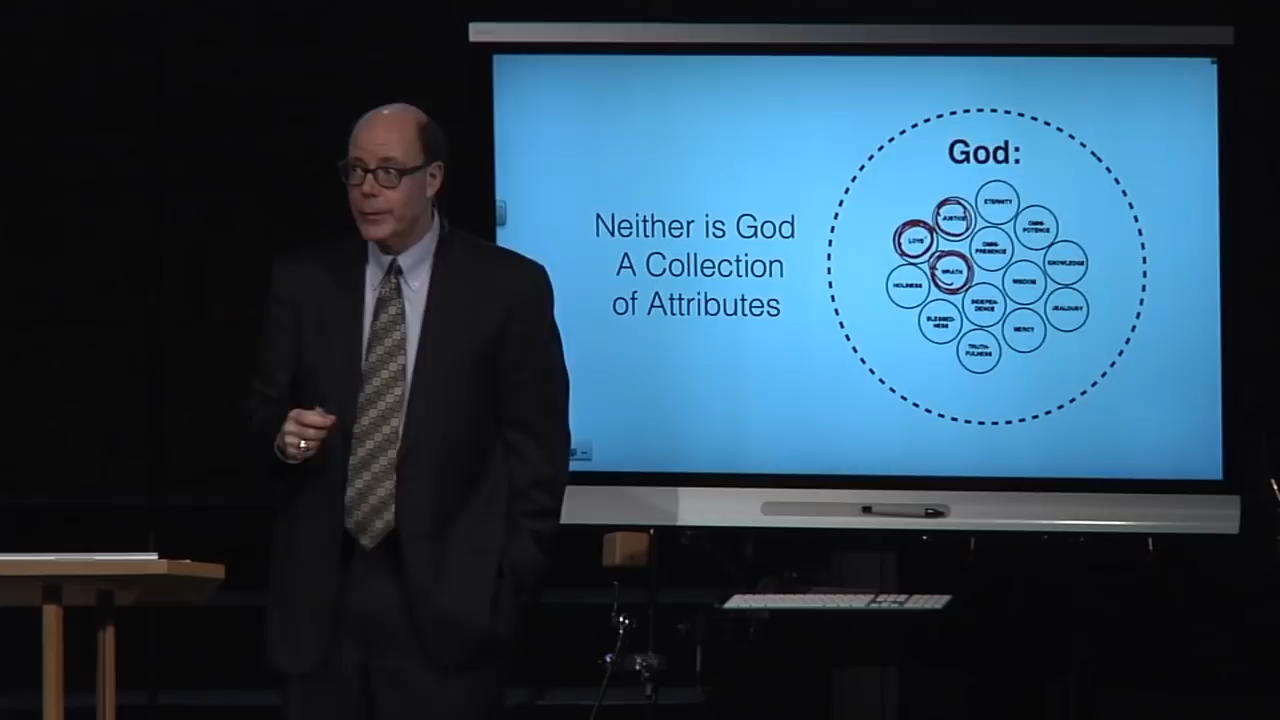 Neither is God
A Collection
of Attributes
God:
ETERNITY
JUSTICE
OMNI-
POTENCE
LOVE
OMNI-
PRESENCE
KNOWLEDGE
WRATH
WISDOM
HOLINESS
INDEPEN-
DENCE
JEALOUSY
BLESSED-
NESS
MERCY
TRUTH-
FULNESS